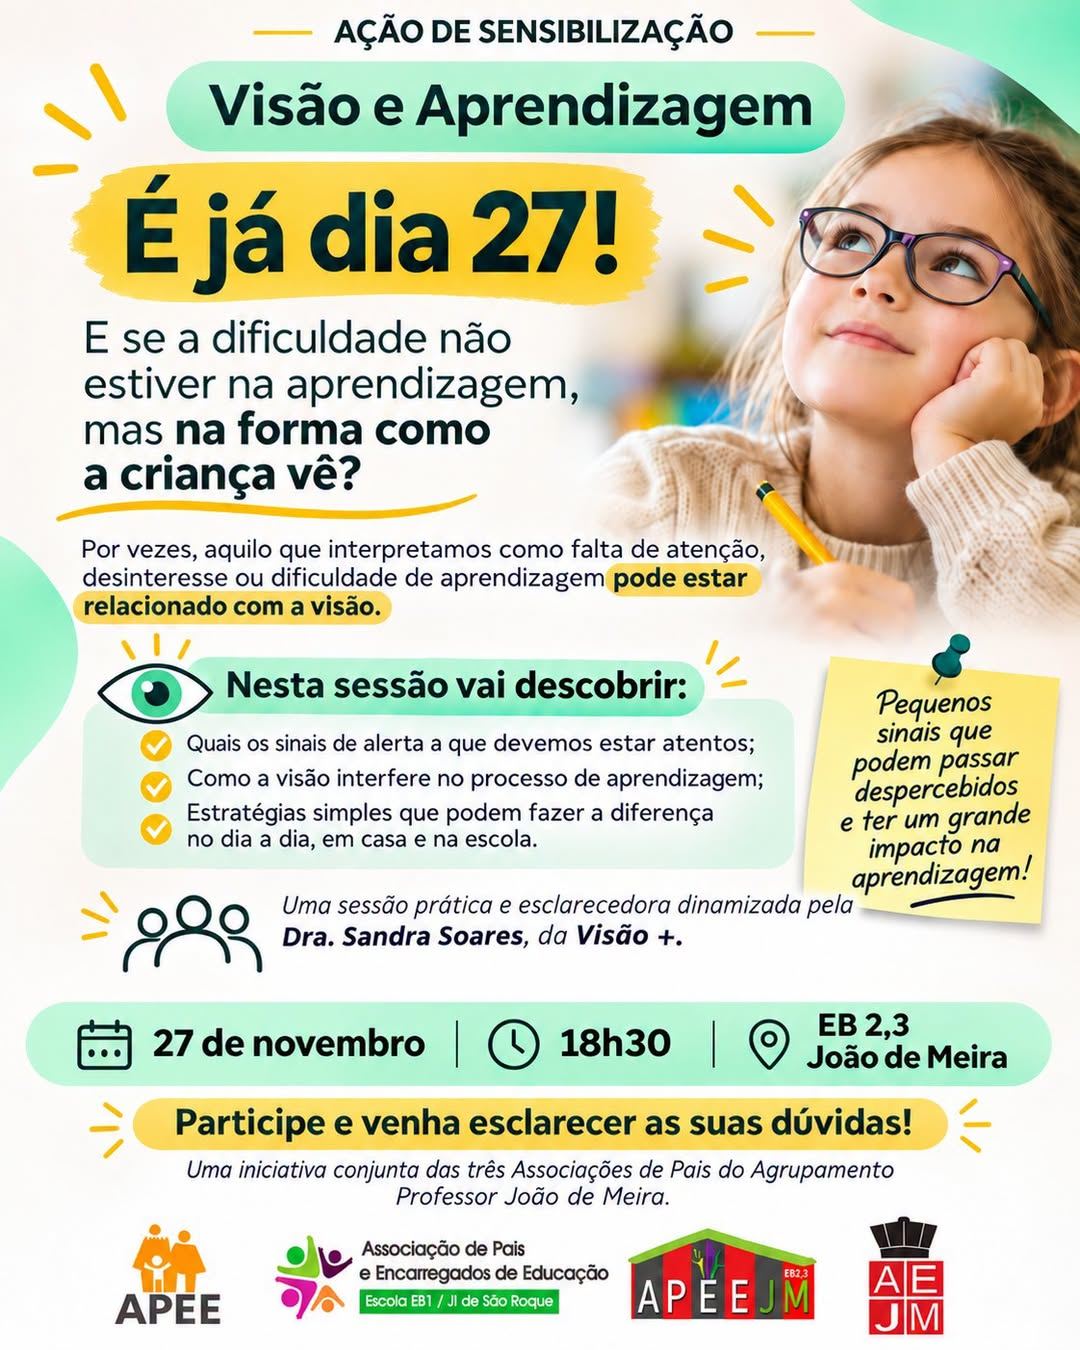 AÇÃO DE SENSIBILIZAÇÃO
Visão e Aprendizagem
É já dia 27!
E se a dificuldade não
estiver na aprendizagem,
mas na forma como
a criança vê?
Por vezes, aquilo que interpretamos como falta de atenção,
desinteresse ou dificuldade de aprendizagem pode estar
relacionado com a visão.
Nesta sessão vai descobrir:
Quais os sinais de alerta a que devemos estar atentos;
Como a visão interfere no processo de aprendizagem;
Estratégias simples que podem fazer a diferença
no dia a dia, em casa e na escola.
Pequenos
sinais que
podem passar
despercebidos
e ter um grande
impacto na
aprendizagem!
Uma sessão prática e esclarecedora dinamizada pela
Dra. Sandra Soares, da Visão +.
27 de novembro
18h30
EB 2,3
João de Meira
Participe e venha esclarecer as suas dúvidas!
Uma iniciativa conjunta das três Associações de Pais do Agrupamento
Professor João de Meira.
APEE
Associação de Pais
e Encarregados de Educação
Escola EB1 / JI de São Roque
EB2,3
APEEJM
AE
JM